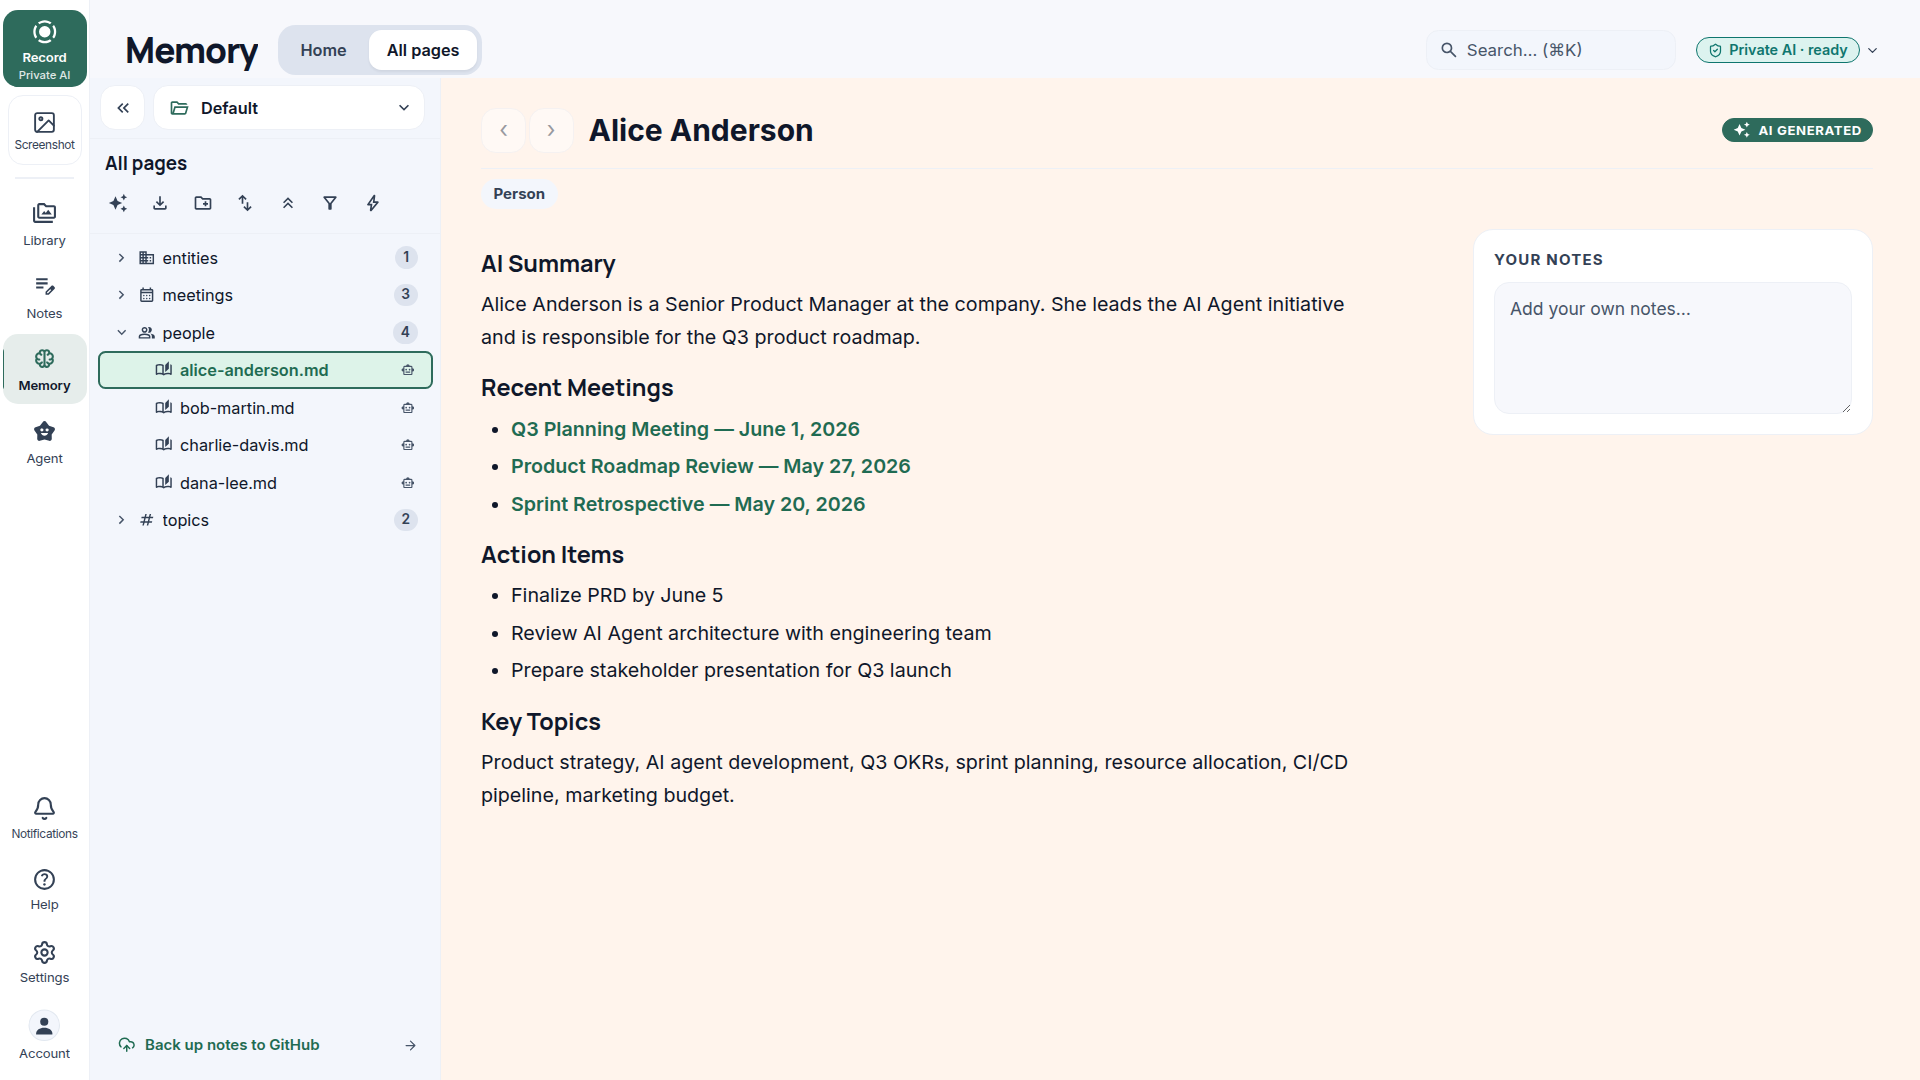 Record
Private AI
Screenshot
Library
Notes
Memory
Agent
Notifications
Help
Settings
Account
Memory
Home
All pages
Search... (⌘K)
Private AI · ready
Default
All pages
entities 1
meetings 3
people 4
alice-anderson.md
bob-martin.md
charlie-davis.md
dana-lee.md
topics 2
Back up notes to GitHub
Alice Anderson
AI GENERATED
Person
AI Summary
Alice Anderson is a Senior Product Manager at the company. She leads the AI Agent initiative
and is responsible for the Q3 product roadmap.
Recent Meetings
• Q3 Planning Meeting — June 1, 2026
• Product Roadmap Review — May 27, 2026
• Sprint Retrospective — May 20, 2026
Action Items
• Finalize PRD by June 5
• Review AI Agent architecture with engineering team
• Prepare stakeholder presentation for Q3 launch
Key Topics
Product strategy, AI agent development, Q3 OKRs, sprint planning, resource allocation, CI/CD
pipeline, marketing budget.
YOUR NOTES
Add your own notes...